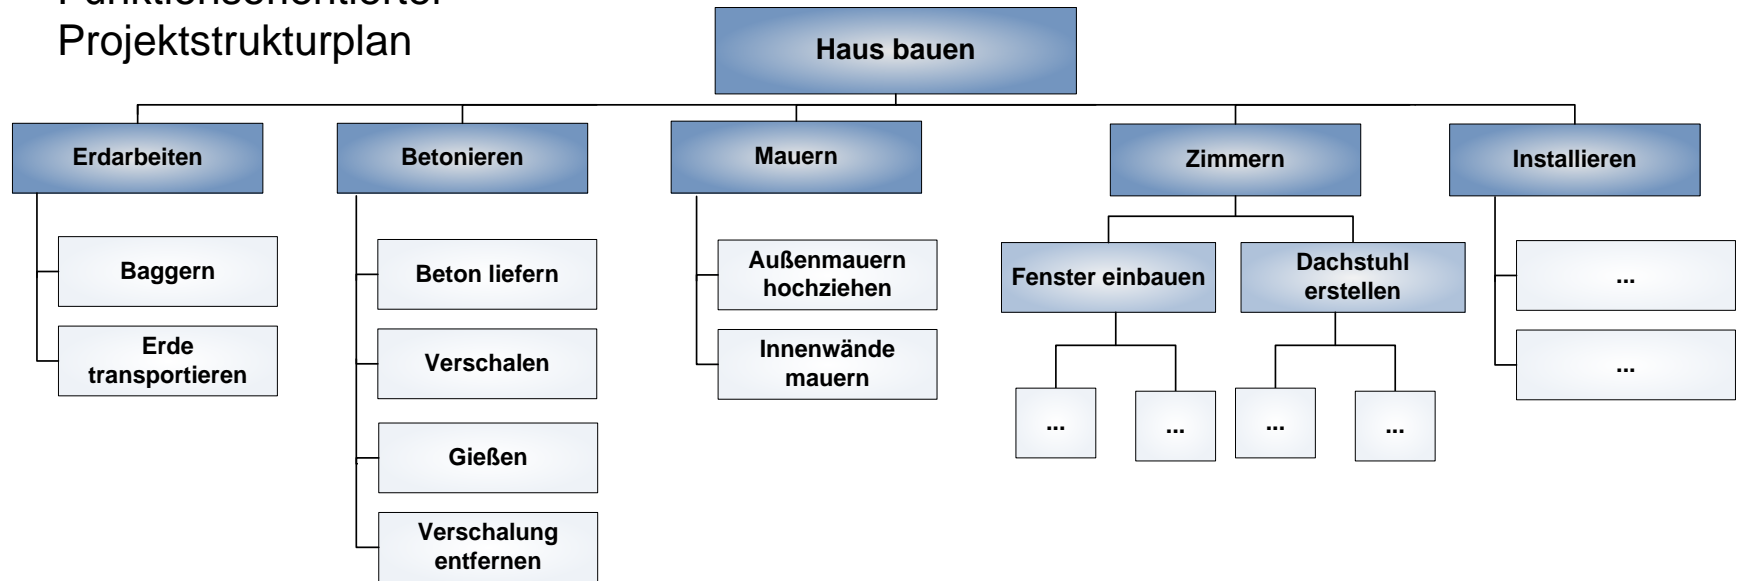 Funktionsorientierter
Projektstrukturplan
Haus bauen
Erdarbeiten
Betonieren
Mauern
Zimmern
Installieren
Baggern
Erde
transportieren
Beton liefern
Verschalen
Gießen
Verschalung
entfernen
Außenmauern
hochziehen
Innenwände
mauern
Fenster einbauen
Dachstuhl
erstellen
...
...
...
...
...
...